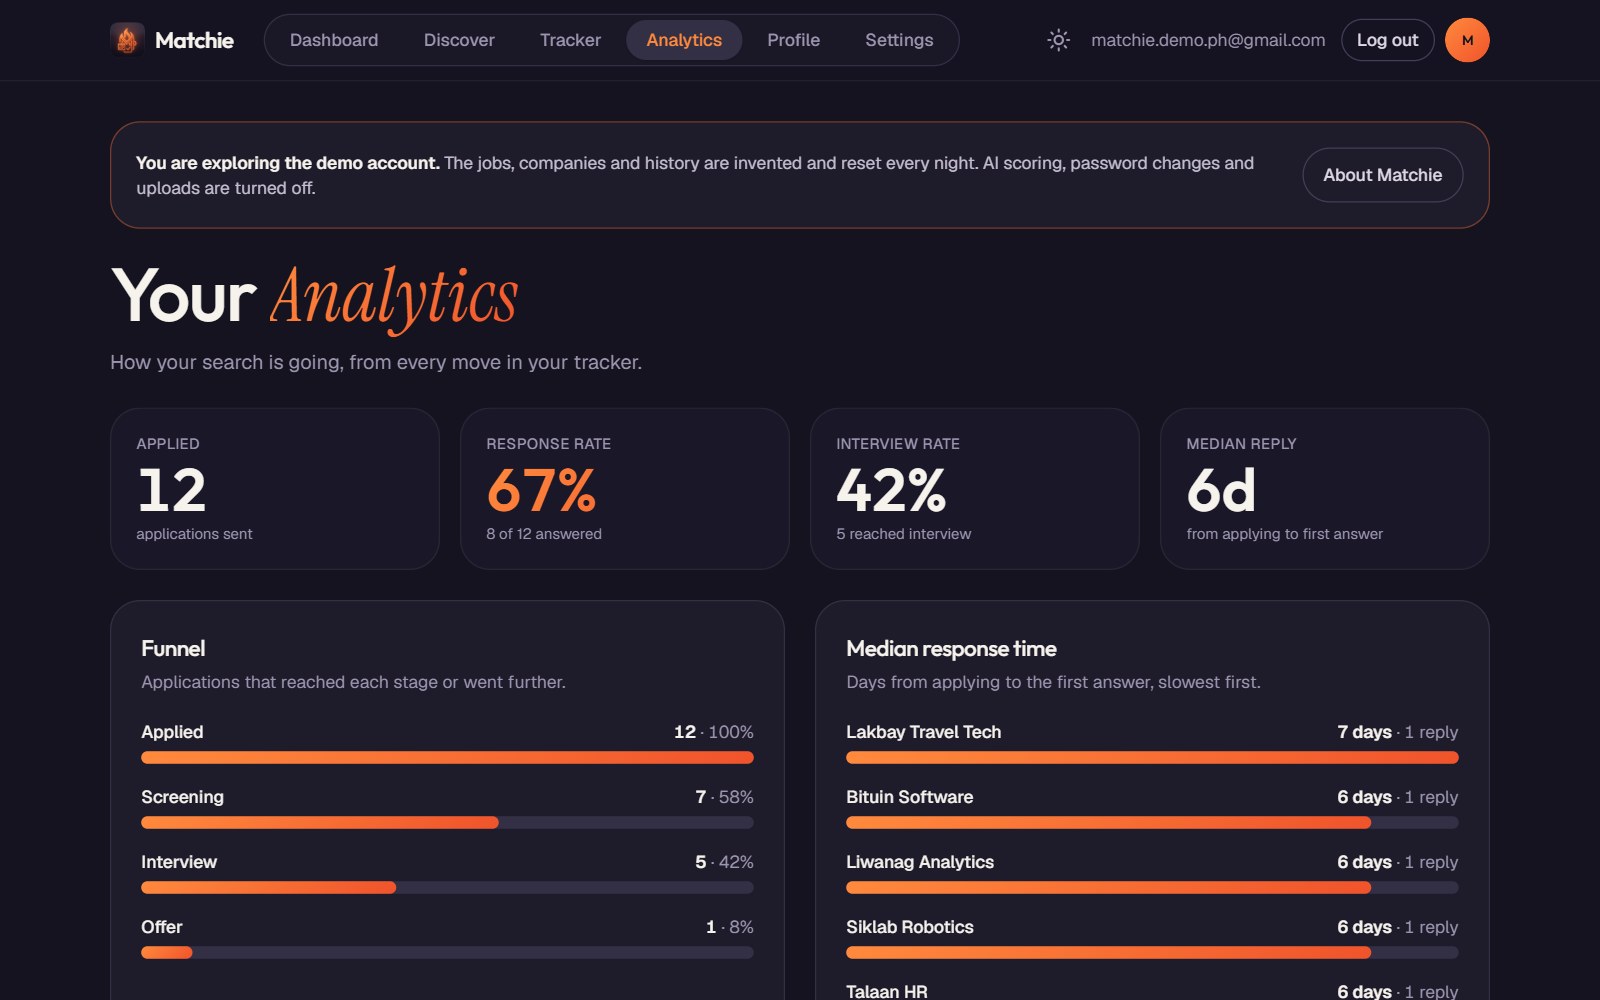 Matchie
Dashboard
Discover
Tracker
Analytics
Profile
Settings
matchie.demo.ph@gmail.com
Log out
M
You are exploring the demo account. The jobs, companies and history are invented and reset every night. AI scoring, password changes and
uploads are turned off.
About Matchie
Your Analytics
How your search is going, from every move in your tracker.
APPLIED
12
applications sent
RESPONSE RATE
67%
8 of 12 answered
INTERVIEW RATE
42%
5 reached interview
MEDIAN REPLY
6d
from applying to first answer
Funnel
Applications that reached each stage or went further.
Applied 12 · 100%
Screening 7 · 58%
Interview 5 · 42%
Offer 1 · 8%
Median response time
Days from applying to the first answer, slowest first.
Lakbay Travel Tech 7 days · 1 reply
Bituin Software 6 days · 1 reply
Liwanag Analytics 6 days · 1 reply
Siklab Robotics 6 days · 1 reply
Talaan HR 6 days · 1 reply